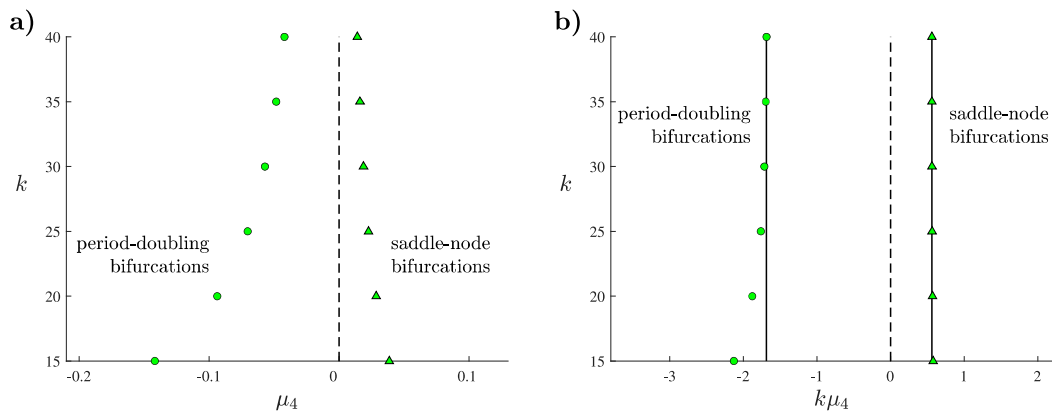 a)
40
35
30
25
20
15
k
period-doubling
bifurcations
saddle-node
bifurcations
-0.2
-0.1
0
0.1
μ₄
b)
40
35
30
25
20
15
k
period-doubling
bifurcations
saddle-node
bifurcations
-3
-2
-1
0
1
2
kμ₄